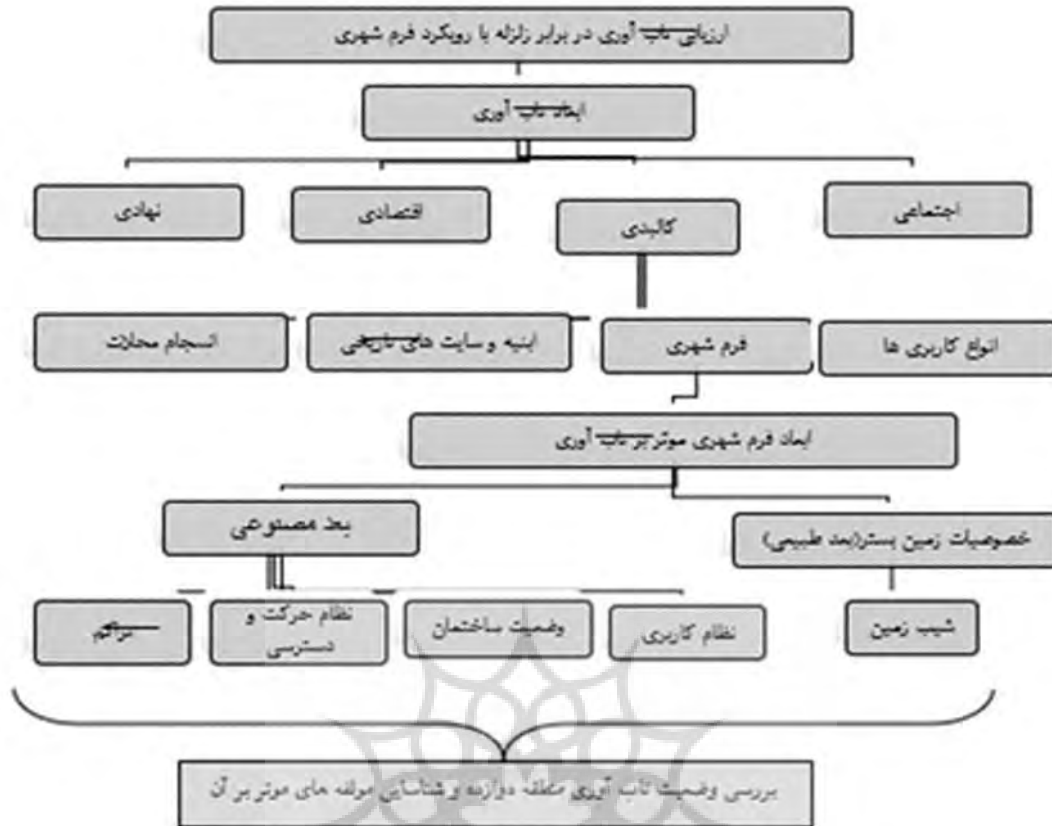 ارزیابی تاب آوری در برابر زلزله با رویکرد فرم شهری
ابعاد تاب آوری
اجتماعی
کالبدی
اقتصادی
نهادی
انواع کاربری ها
فرم شهری
ابنیه و سایت های تاریخی
انسجام محلات
ابعاد فرم شهری موثر بر تاب آوری
خصوصیات زمین بستر(بعد طبیعی)
بعد مصنوعی
شیب زمین
نظام کاربری
وضعیت ساختمان
نظام حرکت و
دسترسی
تراکم
بررسی وضعیت تاب آوری منطقه دوازده و شناسایی مولفه های موثر بر آن